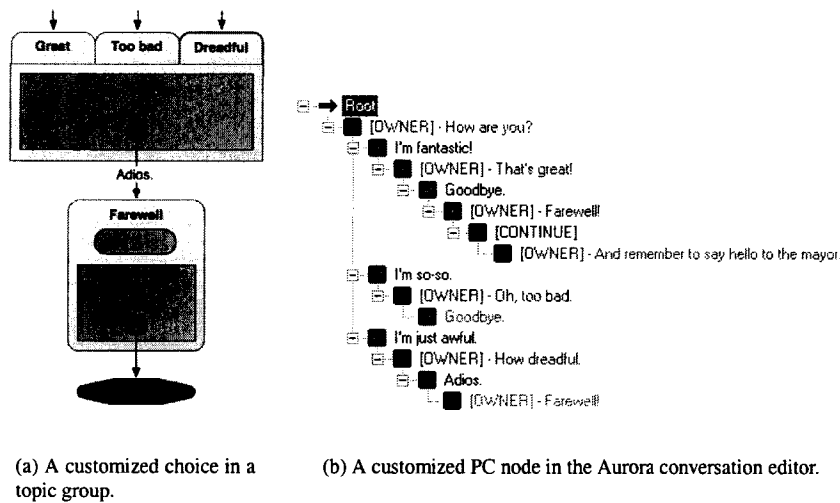 Great Too bad Dreadful
Adios.
Farewell
Root
[OWNER] - How are you?
I'm fantastic!
[OWNER] - That's great!
Goodbye.
[OWNER] - Farewell!
[CONTINUE]
[OWNER] - And remember to say hello to the mayor.
I'm so-so.
[OWNER] - Oh, too bad.
Goodbye.
I'm just awful.
[OWNER] - How dreadful.
Adios.
[OWNER] - Farewell!
(a) A customized choice in a
topic group.
(b) A customized PC node in the Aurora conversation editor.